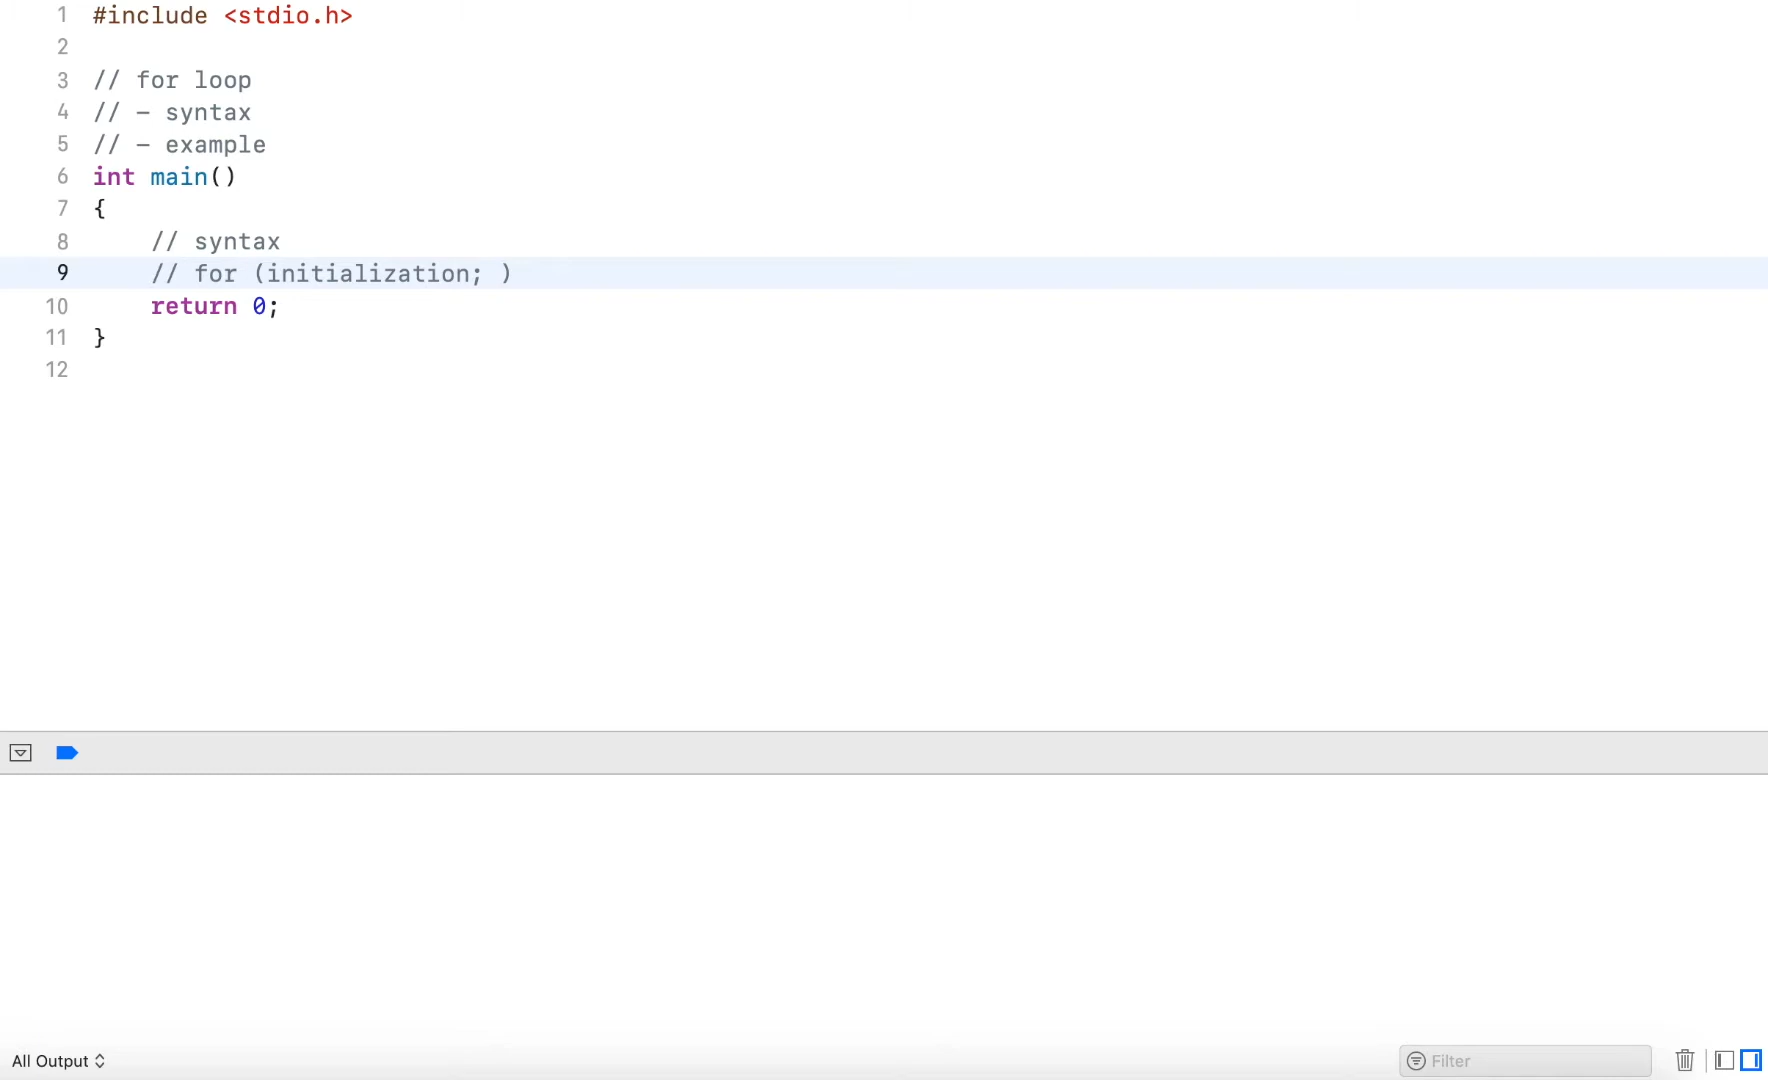 1 #include <stdio.h>
2
3 // for loop
4 // – syntax
5 // – example
6 int main()
7 {
8 // syntax
9 // for (initialization; )
10 return 0;
11 }
12
All Output
Filter